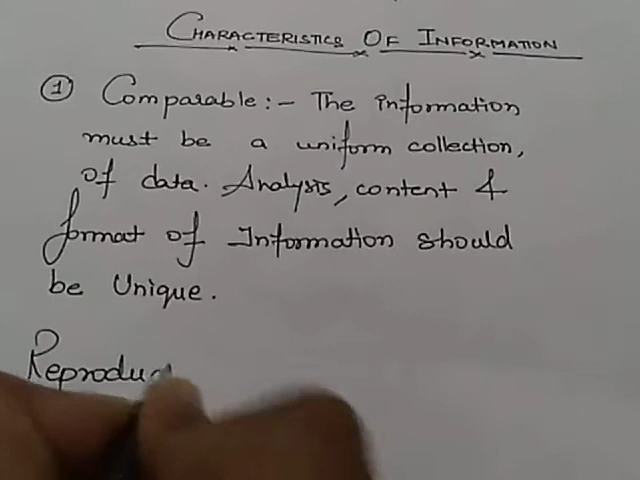 CHARACTERISTICS OF INFORMATION
① Comparable:- The information
must be a uniform collection,
of data. Analysis, content &
format of Information should
be Unique.
Reproduc